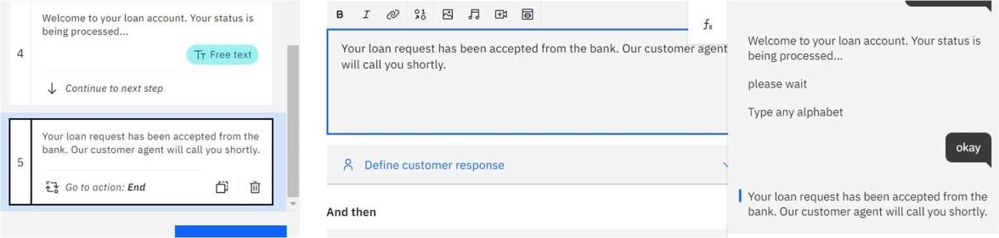 Welcome to your loan account. Your status is
being processed...
4
Free text
Continue to next step
Your loan request has been accepted from the
bank. Our customer agent will call you shortly.
5
Go to action: End
B I
Your loan request has been accepted from the bank. Our customer agent
will call you shortly.
fx
Define customer response
And then
Welcome to your loan account. Your status is
being processed...
please wait
Type any alphabet
okay
Your loan request has been accepted from the
bank. Our customer agent will call you shortly.